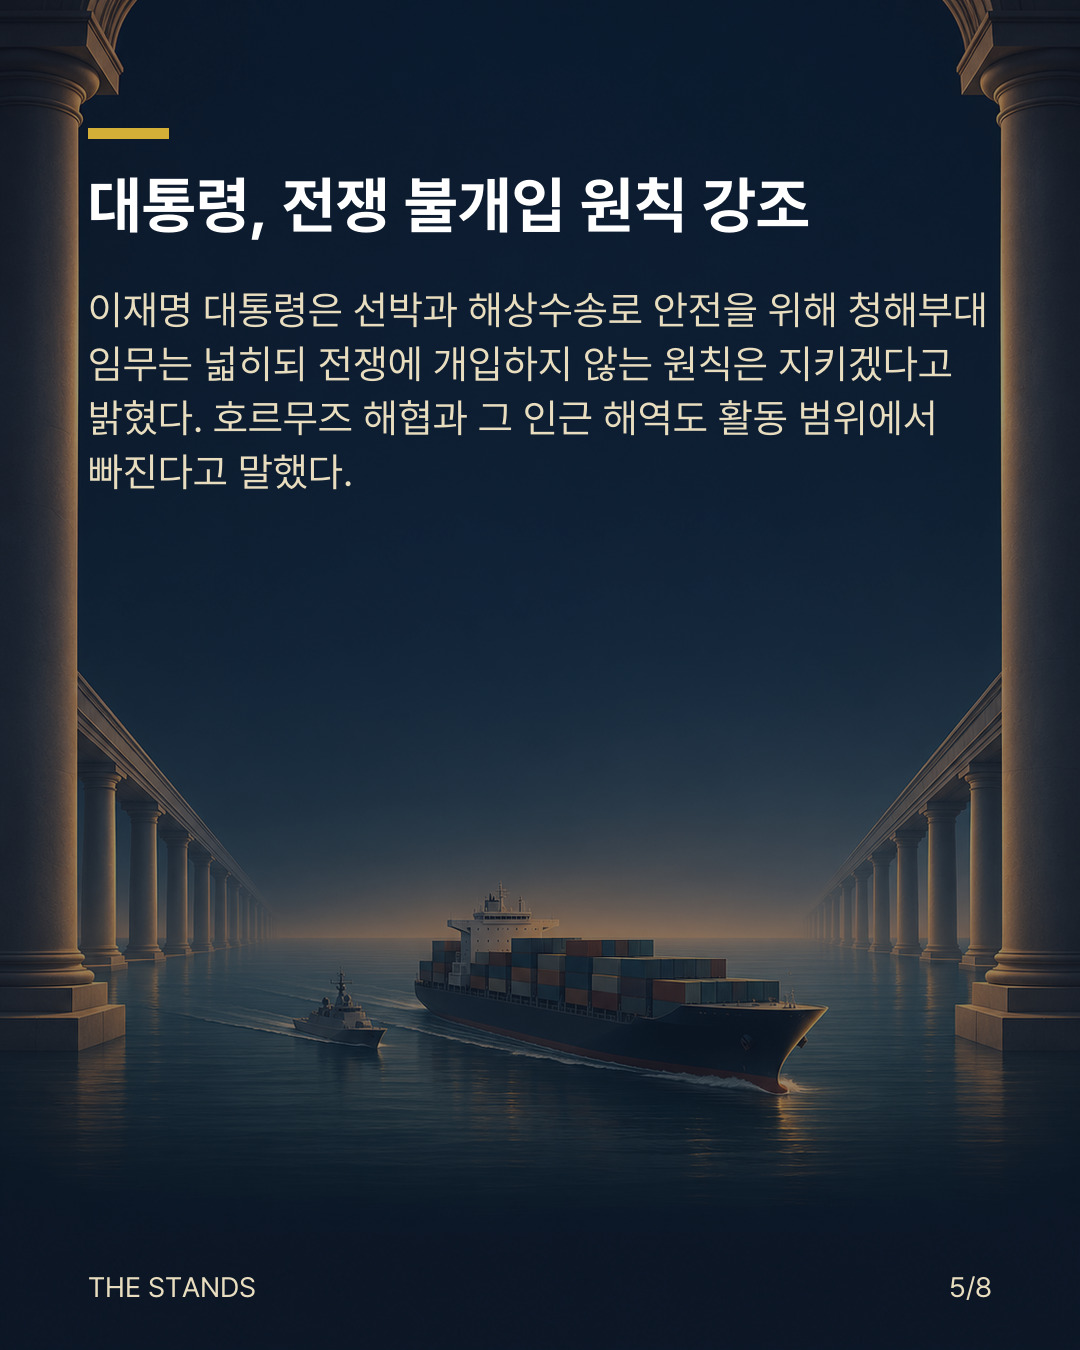 대통령, 전쟁 불개입 원칙 강조
이재명 대통령은 선박과 해상수송로 안전을 위해 청해부대
임무는 넓히되 전쟁에 개입하지 않는 원칙은 지키겠다고
밝혔다. 호르무즈 해협과 그 인근 해역도 활동 범위에서
빠진다고 말했다.
THE STANDS
5/8